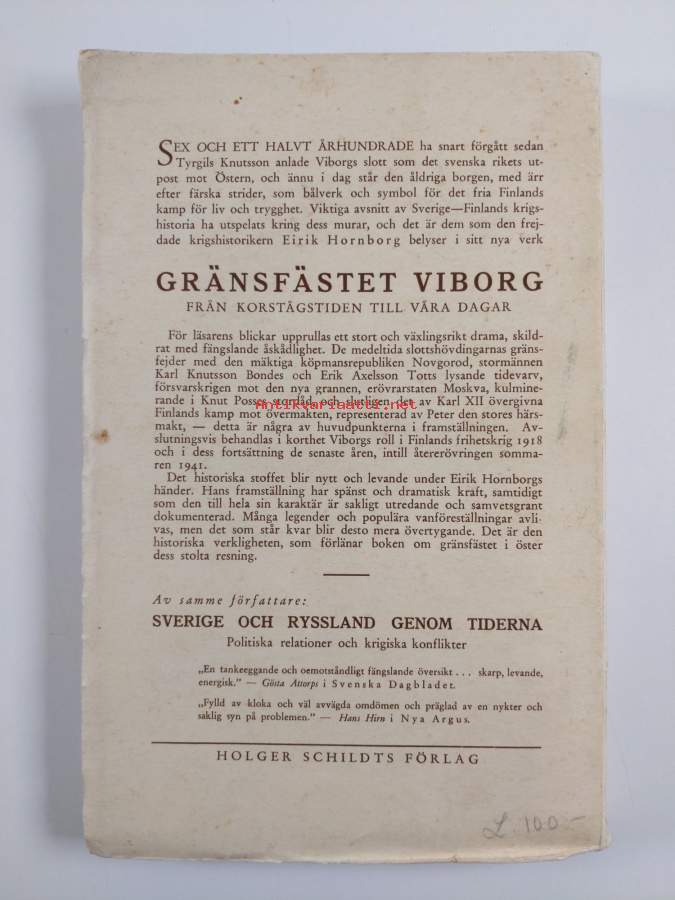 SEX OCH ETT HALVT ÅRHUNDRADE ha snart förgått sedan
Tyrgils Knutsson anlade Viborgs slott som det svenska rikets ut-
post mot Östern, och ännu i dag står den åldriga borgen, med ärr
efter färska strider, som bålverk och symbol för det fria Finlands
kamp för liv och trygghet. Viktiga avsnitt av Sverige—Finlands krigs-
historia ha utspelats kring dess murar, och det är dem som den frej-
dade krigshistorikern Eirik Hornborg belyser i sitt nya verk
GRÄNSFÄSTET VIBORG
FRÅN KORSTÅGSTIDEN TILL VÅRA DAGAR
För läsarens blickar upprullas ett stort och växlingsrikt drama, skild-
rat med fängslande åskådlighet. De medeltida slottshövdingarnas gräns-
fejder med den mäktiga köpmansrepubliken Novgorod, stormännen
Karl Knutsson Bondes och Erik Axelsson Totts lysande tidevarv,
försvarskrigen mot den nya grannen, erövrarstaten Moskva, kulmine-
rande i Knut Posses stordåd, och slutligen det av Karl XII övergivna
Antikvariaatti.net
Finlands kamp mot övermakten, representerad av Peter den stores härs-
makt, — detta är några av huvudpunkterna i framställningen. Av-
slutningsvis behandlas i korthet Viborgs roll i Finlands frihetskrig 1918
och i dess fortsättning de senaste åren, intill återerövringen somma-
ren 1941.
Det historiska stoffet blir nytt och levande under Eirik Hornborgs
händer. Hans framställning har spänst och dramatisk kraft, samtidigt
som den till hela sin karaktär är sakligt utredande och samvetsgrant
dokumenterad. Många legender och populära vanföreställningar avli-
vas, men det som står kvar blir desto mera övertygande. Det är den
historiska verkligheten, som förlänar boken om gränsfästet i öster
dess stolta resning.
Av samme författare:
SVERIGE OCH RYSSLAND GENOM TIDERNA
Politiska relationer och krigiska konflikter
„En tankeeggande och oemotståndligt fängslande översikt . . . skarp, levande,
energisk.” — Gösta Attorps i Svenska Dagbladet.
„Fylld av kloka och väl avvägda omdömen och präglad av en nykter och
saklig syn på problemen.” — Hans Hirn i Nya Argus.
HOLGER SCHILDTS FÖRLAG
100:-